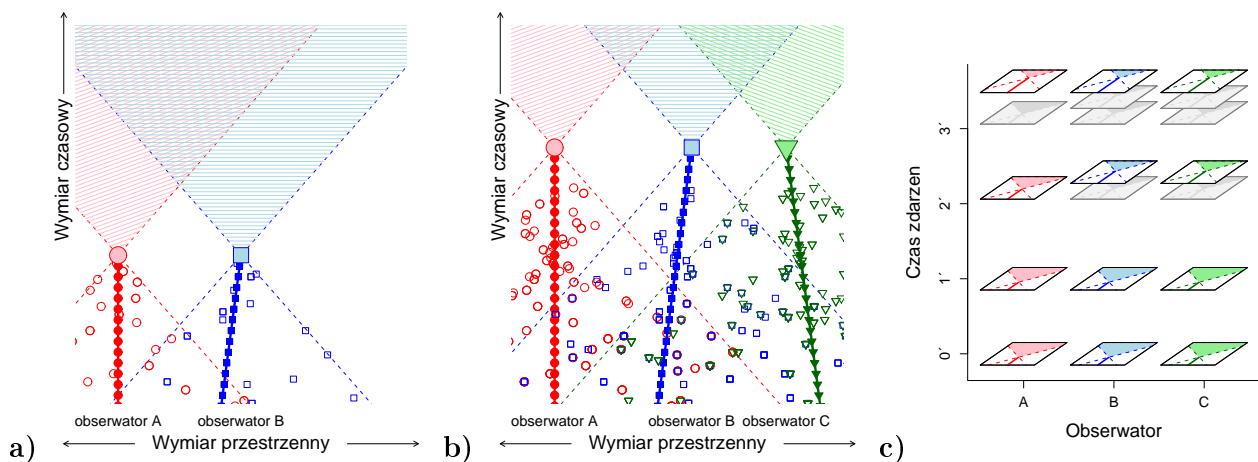 Wymiar czasowy
obserwator A
obserwator B
Wymiar przestrzenny
a)
Wymiar czasowy
obserwator A
obserwator B
obserwator C
Wymiar przestrzenny
b)
Czas zdarzen
3'
2'
1'
0'
A
B
C
Obserwator
c)